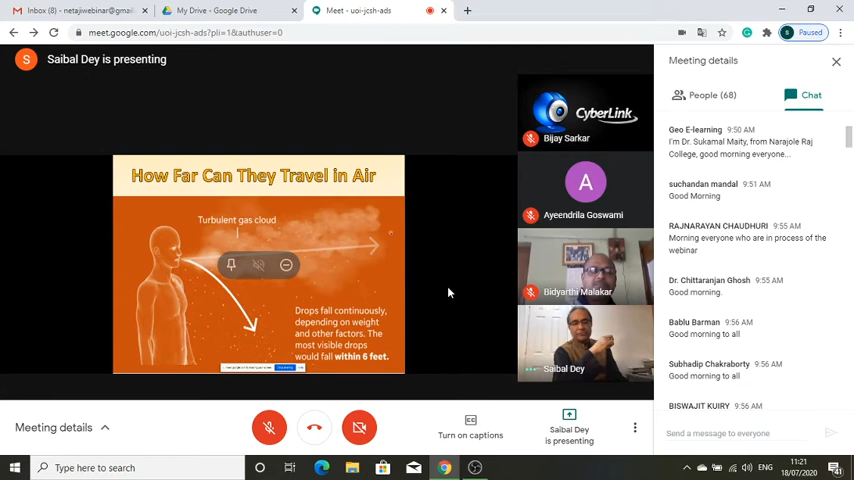 Inbox (8) - netajiwebinar@gmail.
My Drive - Google Drive
Meet - uoi-jcsh-ads
meet.google.com/uoi-jcsh-ads?pli=1&authuser=0
Paused
S
Saibal Dey is presenting
How Far Can They Travel in Air
Turbulent gas cloud
Drops fall continuously,
depending on weight
and other factors. The
most visible drops
would fall within 6 feet.
CyberLink
Bijay Sarkar
A
Ayeendrila Goswami
Bidyarthi Malakar
Saibal Dey
Meeting details
People (68)
Chat
Geo E-learning 9:50 AM
I'm Dr. Sukamal Maity, from Narajole Raj
College, good morning everyone...
suchandan mandal 9:51 AM
Good Morning
RAJNARAYAN CHAUDHURI 9:55 AM
Morning everyone who are in process of the
webinar
Dr. Chittaranjan Ghosh 9:55 AM
Good morning.
Bablu Barman 9:56 AM
Good morning to all
Subhadip Chakraborty 9:56 AM
Good morning to all
BISWAJIT KUIRY 9:56 AM
Send a message to everyone
Meeting details
Turn on captions
Saibal Dey
is presenting
Type here to search
ENG
11:21
18/07/2020
41